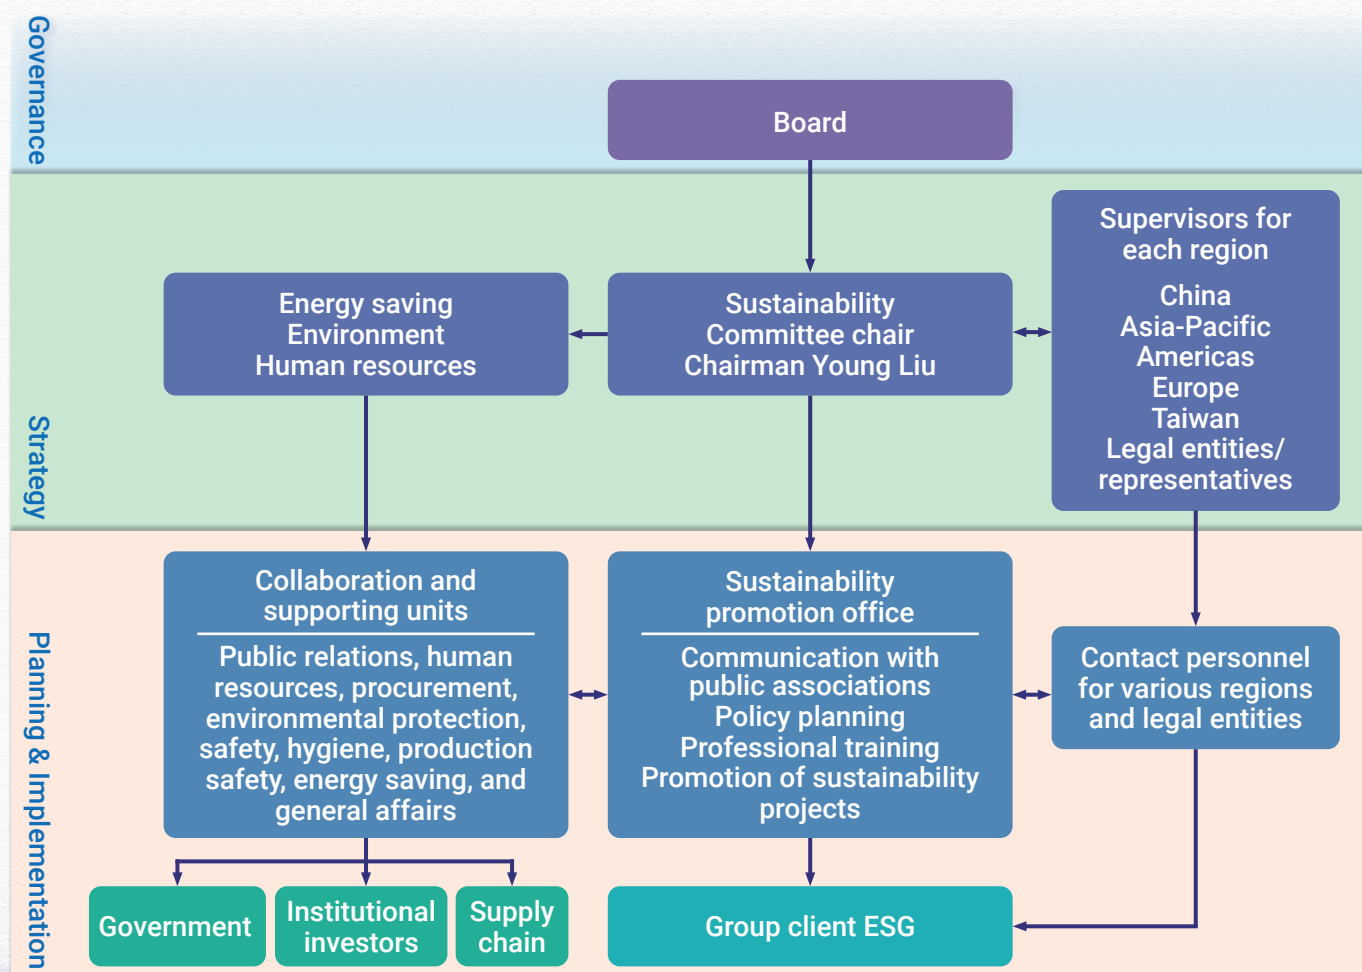 Governance
Board
Strategy
Energy saving
Environment
Human resources
Sustainability
Committee chair
Chairman Young Liu
Supervisors for
each region
China
Asia-Pacific
Americas
Europe
Taiwan
Legal entities/
representatives
Planning & Implementation
Collaboration and
supporting units
Public relations, human
resources, procurement,
environmental protection,
safety, hygiene, production
safety, energy saving, and
general affairs
Sustainability
promotion office
Communication with
public associations
Policy planning
Professional training
Promotion of sustainability
projects
Contact personnel
for various regions
and legal entities
Government
Institutional
investors
Supply
chain
Group client ESG